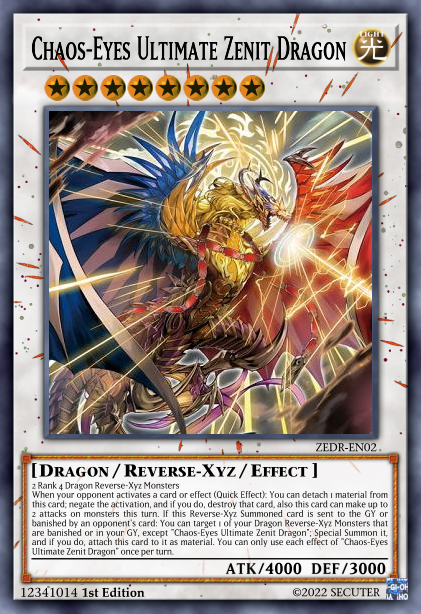 CHAOS-EYES ULTIMATE ZENIT DRAGON
LIGHT
光
ZEDR-EN02
[DRAGON / REVERSE-XYZ / EFFECT ]
2 Rank 4 Dragon Reverse-Xyz Monsters
When your opponent activates a card or effect (Quick Effect): You can detach 1 material from
this card; negate the activation, and if you do, destroy that card, also this card can make up to
2 attacks on monsters this turn. If this Reverse-Xyz Summoned card is sent to the GY or
banished by an opponent's card: You can target 1 of your Dragon Reverse-Xyz Monsters that
are banished or in your GY, except "Chaos-Eyes Ultimate Zenit Dragon"; Special Summon it,
and if you do, attach this card to it as material. You can only use each effect of "Chaos-Eyes
Ultimate Zenit Dragon" once per turn.
ATK/4000 DEF/3000
12341014 1st Edition
©2022 SECUTER